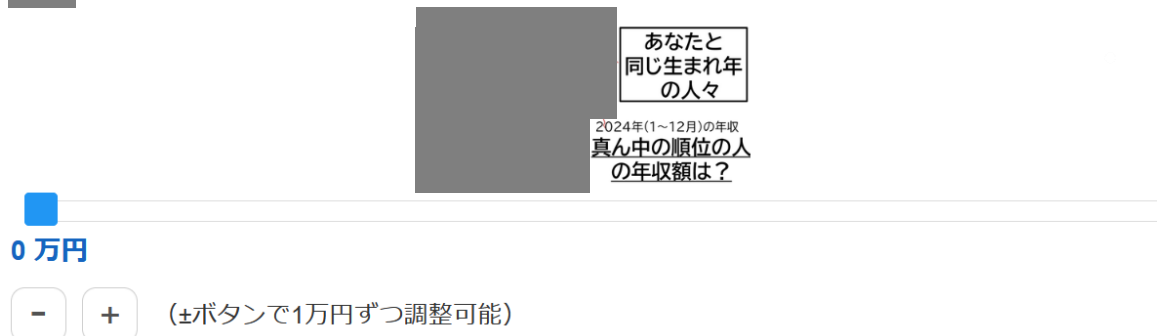 あなたと
同じ生まれ年
の人々
2024年(1~12月)の年収
真ん中の順位の人
の年収額は？
0 万円
- + （±ボタンで1万円ずつ調整可能）